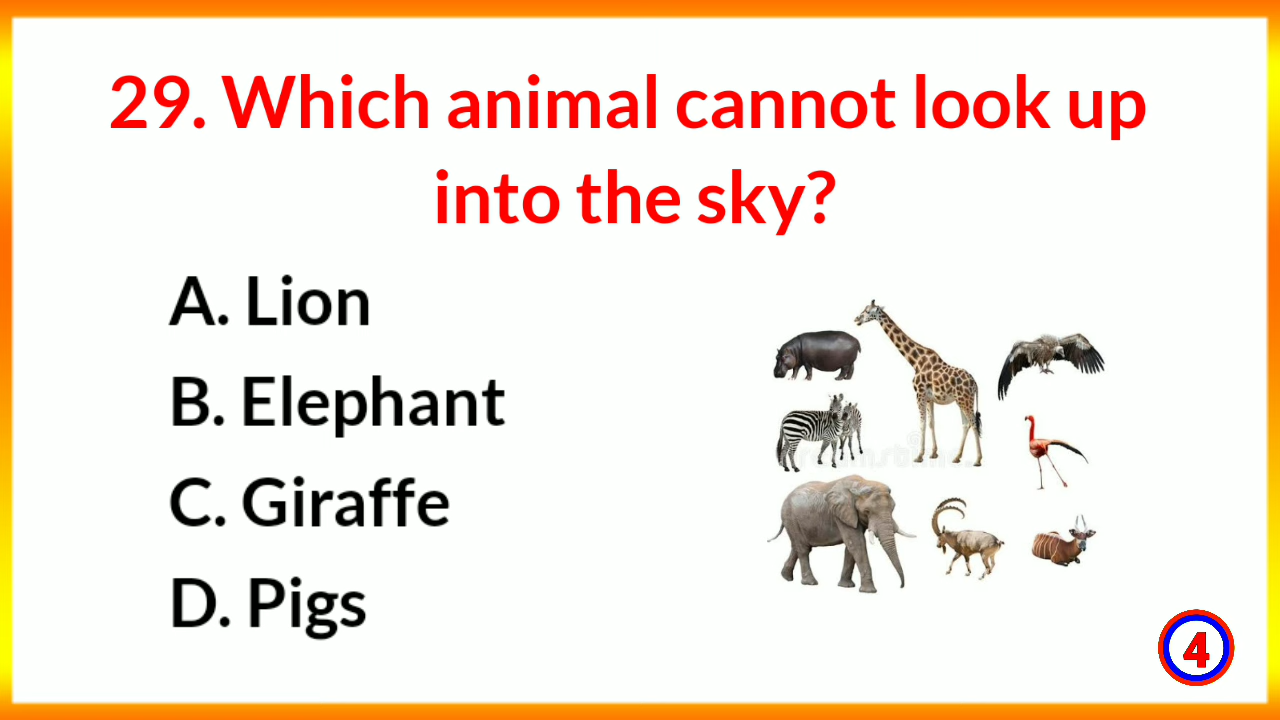 29. Which animal cannot look up
into the sky?
A. Lion
B. Elephant
C. Giraffe
D. Pigs
4